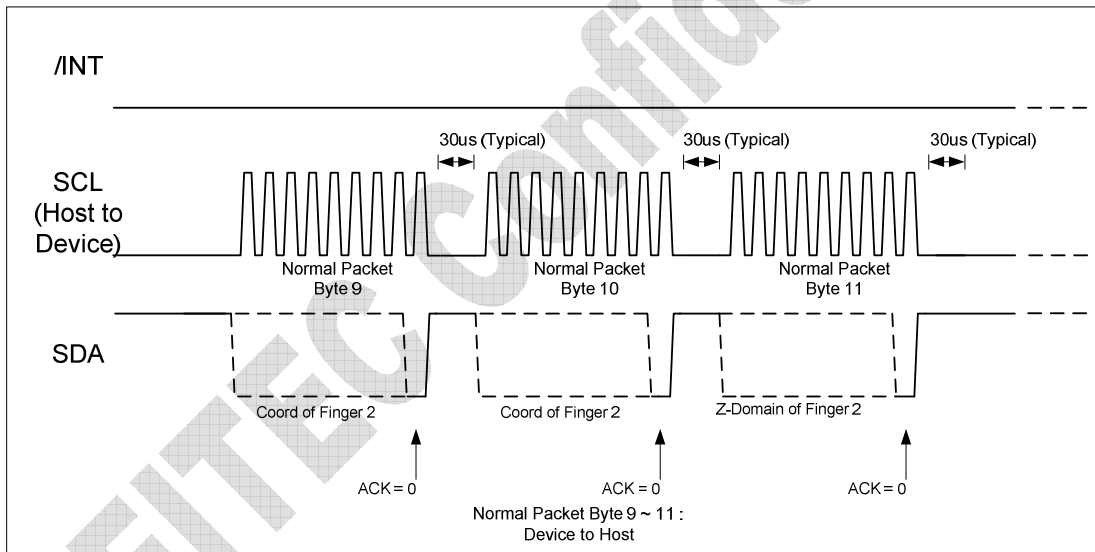 /INT
30us (Typical)
30us (Typical)
30us (Typical)
SCL
(Host to
Device)
Normal Packet
Byte 9
Normal Packet
Byte 10
Normal Packet
Byte 11
SDA
Coord of Finger 2
Coord of Finger 2
Z-Domain of Finger 2
ACK = 0
ACK = 0
ACK = 0
Normal Packet Byte 9 ~ 11 :
Device to Host